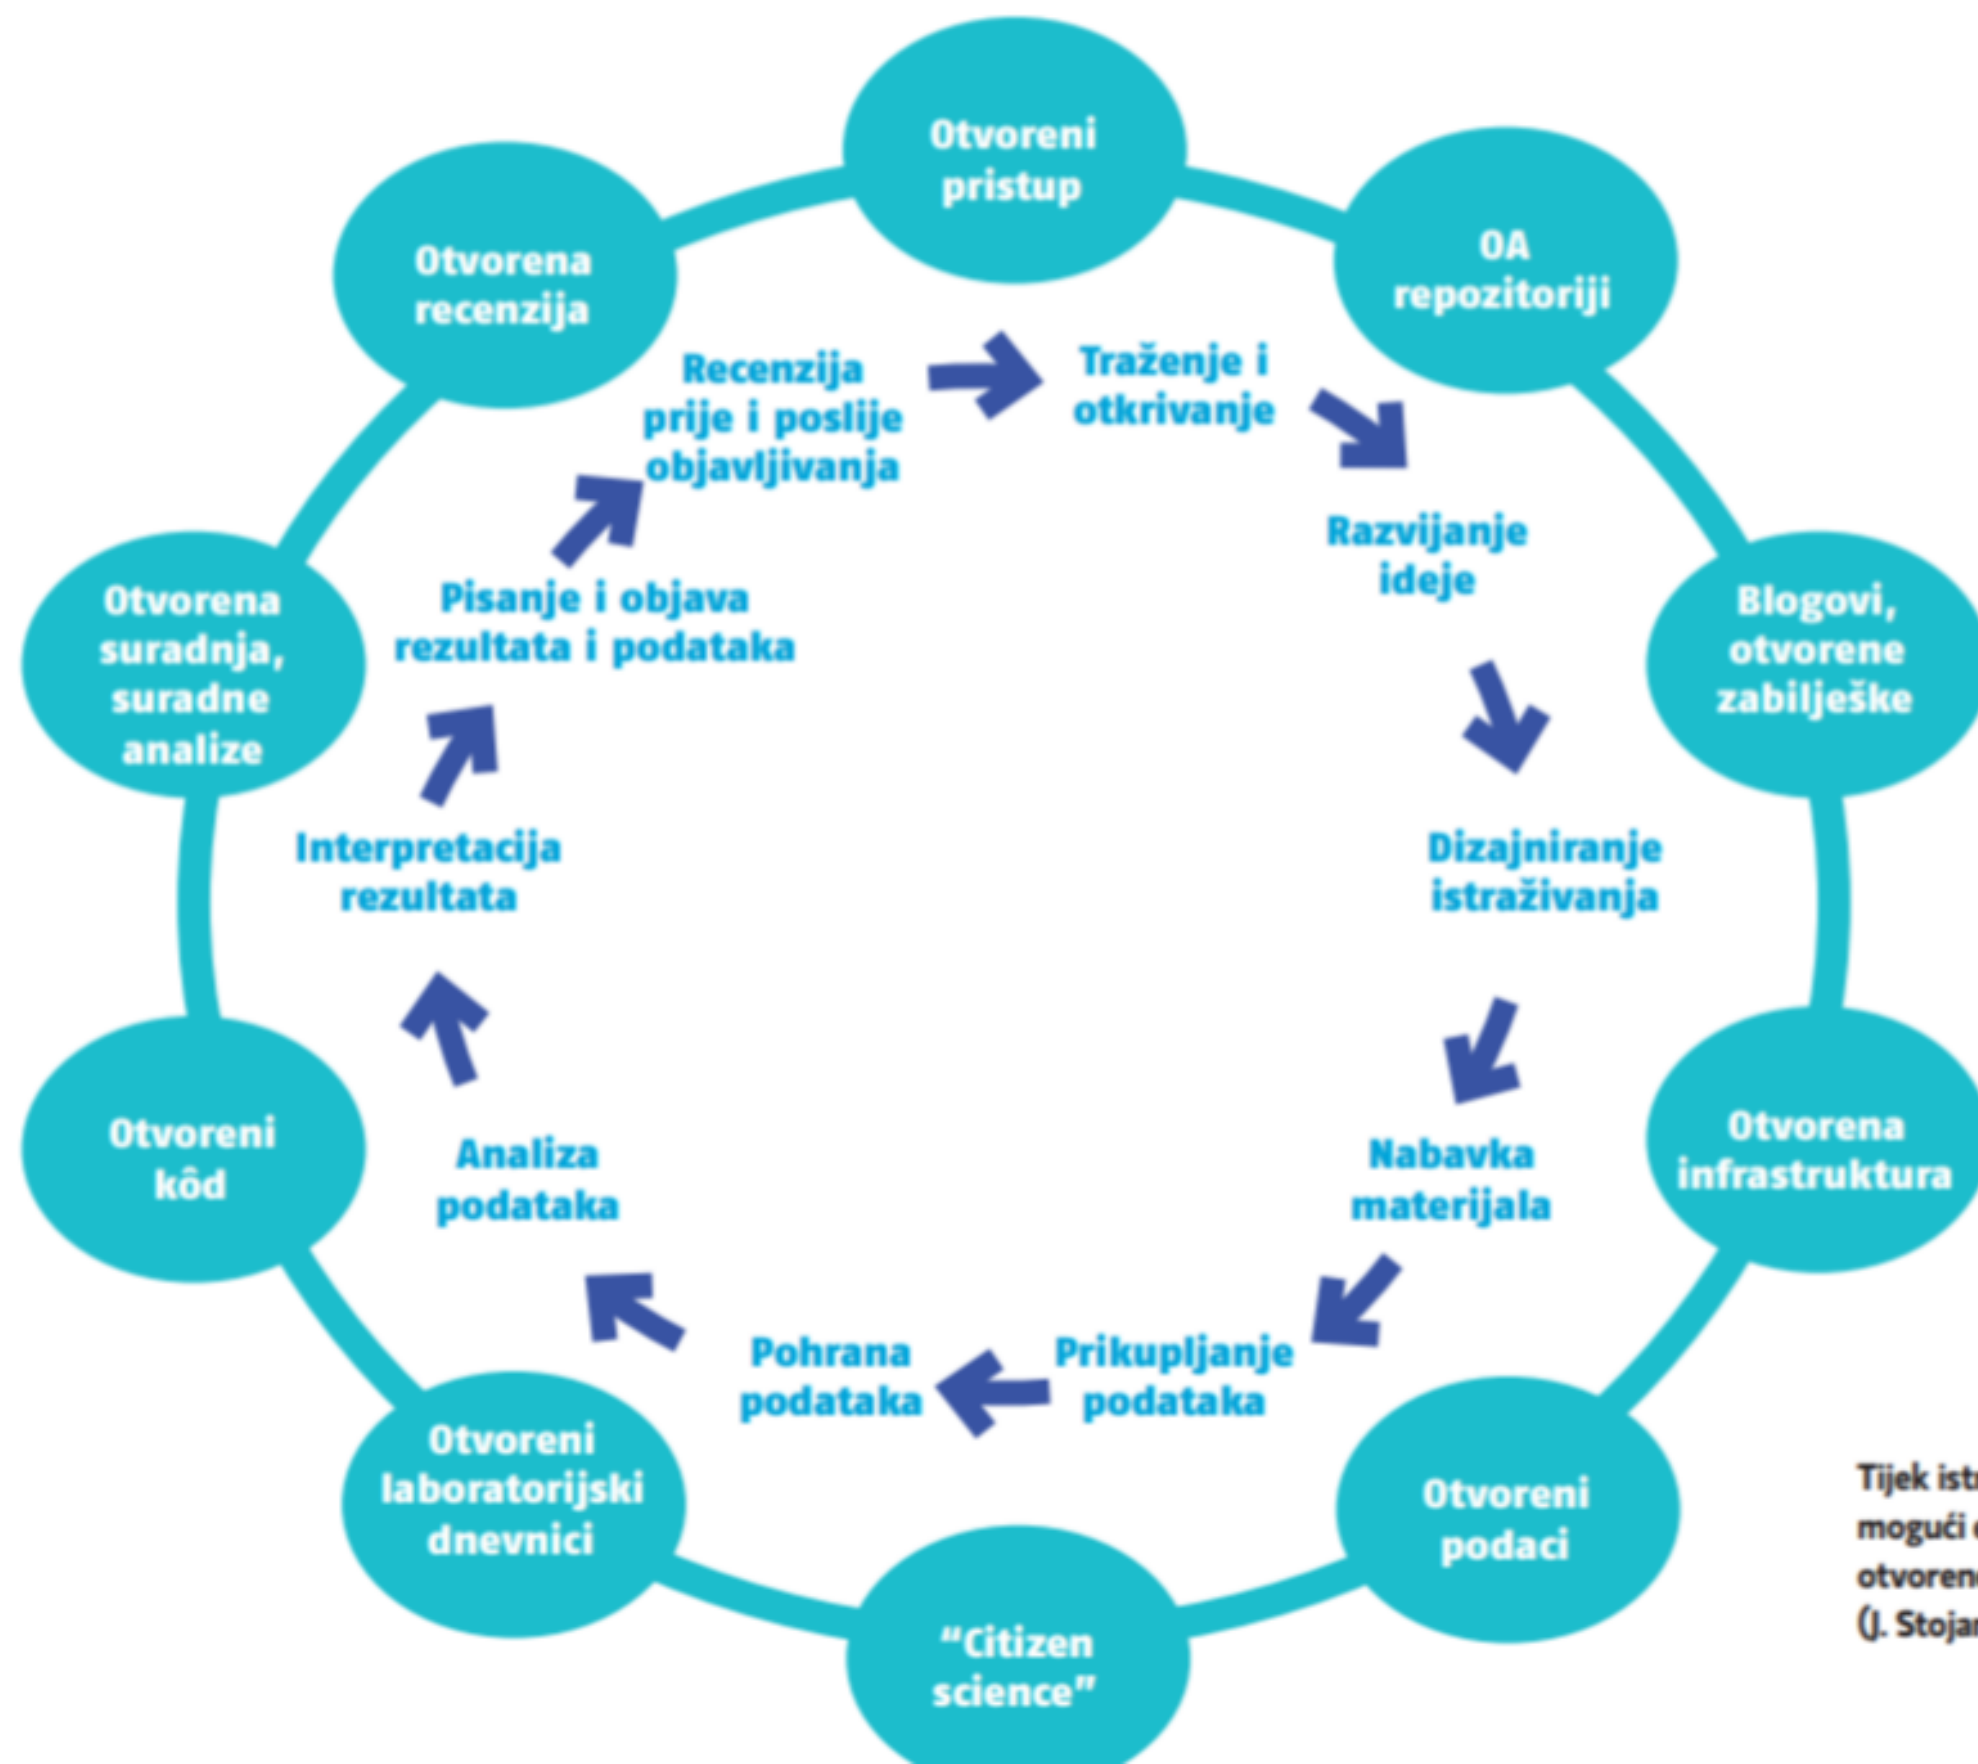 Otvoreni
pristup
OA
repozitoriji
Blogovi,
otvorene
zabilješke
Otvorena
infrastruktura
Otvoreni
podaci
“Citizen
science”
Otvoreni
laboratorijski
dnevnici
Otvoreni
kôd
Otvorena
suradnja,
suradne
analize
Otvorena
recenzija
Traženje i
otkrivanje
Razvijanje
ideje
Dizajniranje
istraživanja
Nabavka
materijala
Prikupljanje
podataka
Pohrana
podataka
Analiza
podataka
Interpretacija
rezultata
Pisanje i objava
rezultata i podataka
Recenzija
prije i poslije
objavljivanja
Tijek
mogući
(J.